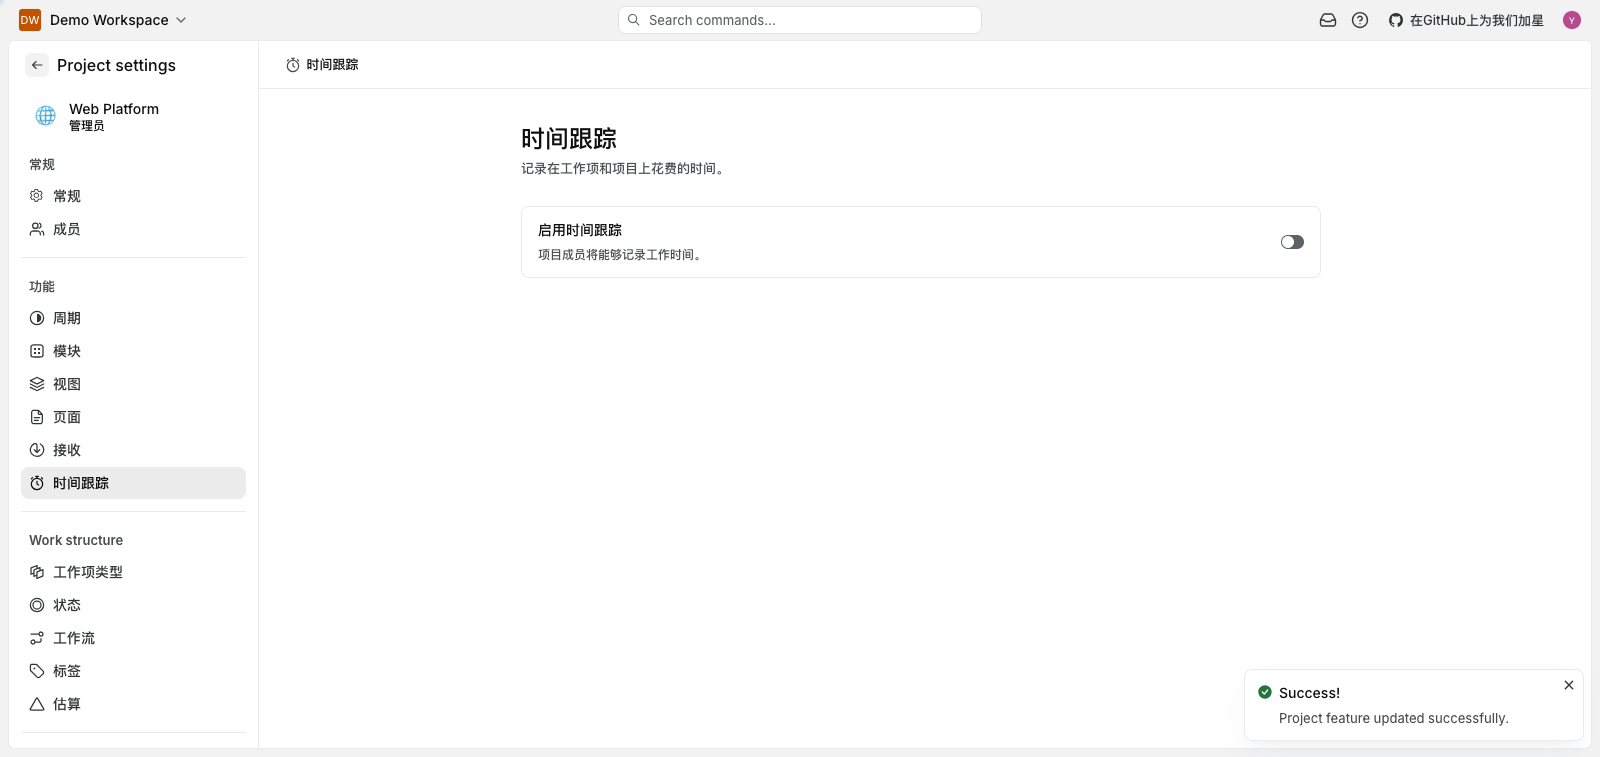 DW Demo Workspace
Search commands...
在GitHub上为我们加星
Y
Project settings
时间跟踪
Web Platform
管理员
常规
常规
成员
功能
周期
模块
视图
页面
接收
时间跟踪
Work structure
工作项类型
状态
工作流
标签
估算
时间跟踪
记录在工作项和项目上花费的时间。
启用时间跟踪
项目成员将能够记录工作时间。
Success!
Project feature updated successfully.